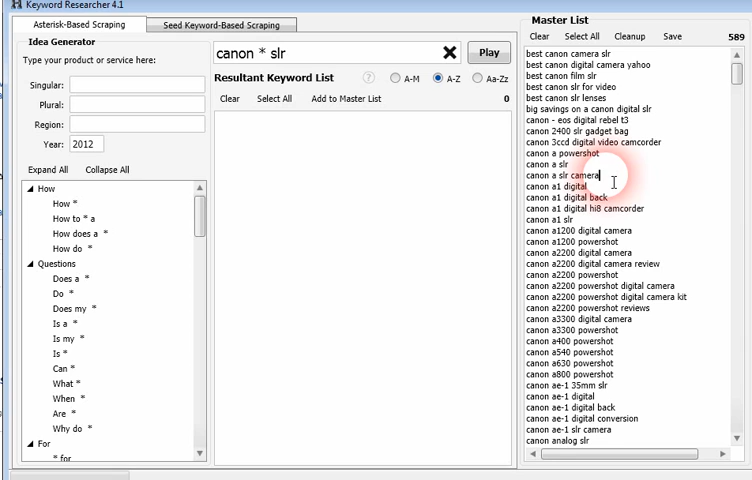 Keyword Researcher 4.1
Asterisk-Based Scraping
Seed Keyword-Based Scraping
Idea Generator
Type your product or service here:
Singular:
Plural:
Region:
Year: 2012
Expand All Collapse All
How
How *
How to * a
How does a *
How do *
Questions
Does a *
Do *
Does my *
Is a *
Is my *
Is *
Can *
What *
When *
Are *
Why do *
For
* for
canon * slr
Play
Resultant Keyword List ? A-M A-Z Aa-Zz
Clear Select All Add to Master List 0
Master List
Clear Select All Cleanup Save 589
best canon camera slr
best canon digital camera yahoo
best canon film slr
best canon slr for video
best canon slr lenses
big savings on a canon digital slr
canon - eos digital rebel t3
canon 2400 slr gadget bag
canon 3ccd digital video camcorder
canon a powershot
canon a slr
canon a slr camera
canon a1 digital
canon a1 digital back
canon a1 digital hi8 camcorder
canon a1 slr
canon a1200 digital camera
canon a1200 powershot
canon a2200 digital camera
canon a2200 digital camera review
canon a2200 powershot
canon a2200 powershot digital camera
canon a2200 powershot digital camera kit
canon a2200 powershot reviews
canon a3300 digital camera
canon a3300 powershot
canon a400 powershot
canon a540 powershot
canon a630 powershot
canon a800 powershot
canon ae-1 35mm slr
canon ae-1 digital
canon ae-1 digital back
canon ae-1 digital conversion
canon ae-1 slr camera
canon analog slr